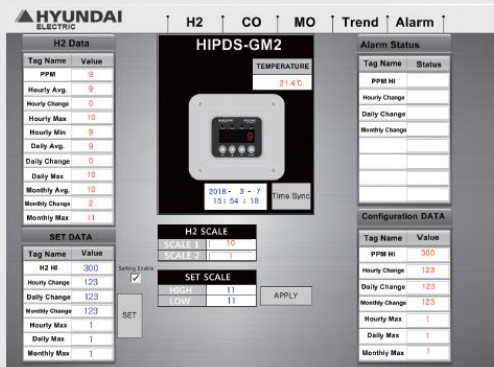 HYUNDAI
ELECTRIC
H2 CO MO Trend Alarm
H2 Data
Tag Name Value
PPM 9
Hourly Avg. 9
Hourly Change 0
Hourly Max 10
Hourly Min 9
Daily Avg. 9
Daily Change 0
Daily Max 10
Monthly Avg. 10
Monthly Change 2
Monthly Max 11
SET DATA
Tag Name Value
H2 HI 300
Hourly Change 123
Daily Change 123
Monthly Change 123
Hourly Max 1
Daily Max 1
Monthly Max 1
Setting Enable
SET
HIPDS-GM2
TEMPERATURE
21.4℃
9
2018 - 3 - 7
15 : 54 : 18
Time Sync
H2 SCALE
SCALE 1 10
SCALE 2 1
SET SCALE
HIGH 11
LOW 11
APPLY
Alarm Status
Tag Name Status
PPM HI
Hourly Change
Daily Change
Monthly Change
Configuration DATA
Tag Name Value
PPM HI 300
Hourly Change 123
Daily Change 123
Monthly Change 123
Hourly Max 1
Daily Max 1
Monthly Max 1